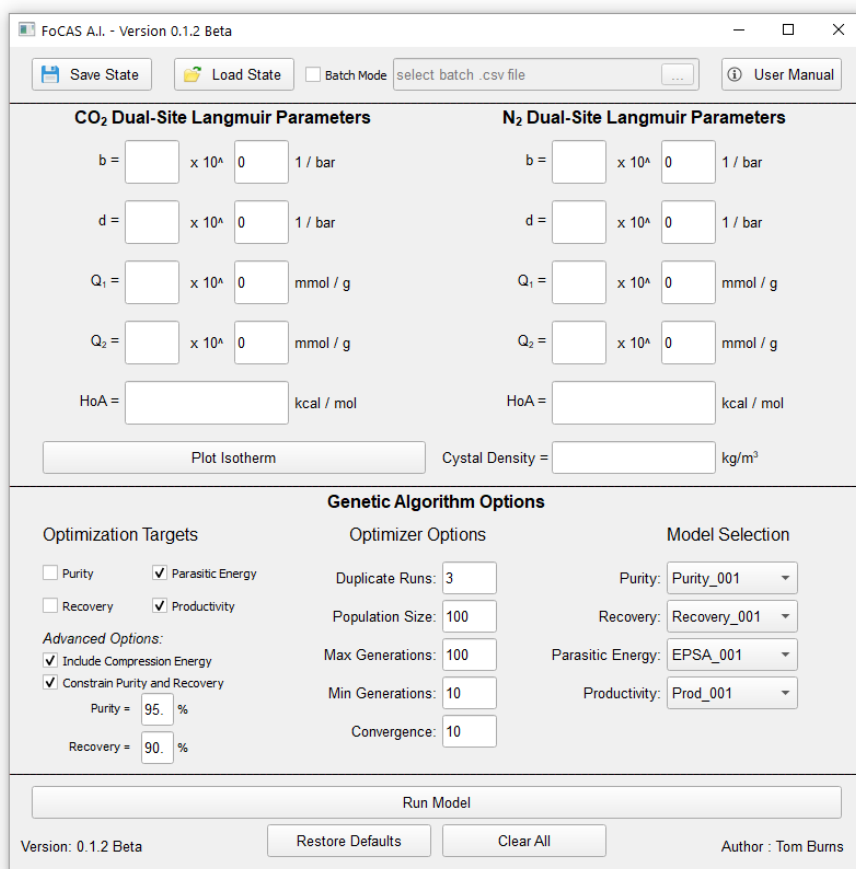 FoCAS A.I. - Version 0.1.2 Beta
Save State Load State Batch Mode select batch .csv file ... User Manual
CO₂ Dual-Site Langmuir Parameters N₂ Dual-Site Langmuir Parameters
b = x 10^ 0 1 / bar b = x 10^ 0 1 / bar
d = x 10^ 0 1 / bar d = x 10^ 0 1 / bar
Q₁ = x 10^ 0 mmol / g Q₁ = x 10^ 0 mmol / g
Q₂ = x 10^ 0 mmol / g Q₂ = x 10^ 0 mmol / g
HoA = kcal / mol HoA = kcal / mol
Plot Isotherm Cystal Density = kg/m³
Genetic Algorithm Options
Optimization Targets Optimizer Options Model Selection
Purity Parasitic Energy Duplicate Runs: 3 Purity: Purity_001
Recovery Productivity Population Size: 100 Recovery: Recovery_001
Advanced Options:
Include Compression Energy Max Generations: 100 Parasitic Energy: EPSA_001
Constrain Purity and Recovery Min Generations: 10 Productivity: Prod_001
Purity = 95. %
Recovery = 90. % Convergence: 10
Run Model
Version: 0.1.2 Beta Restore Defaults Clear All Author : Tom Burns